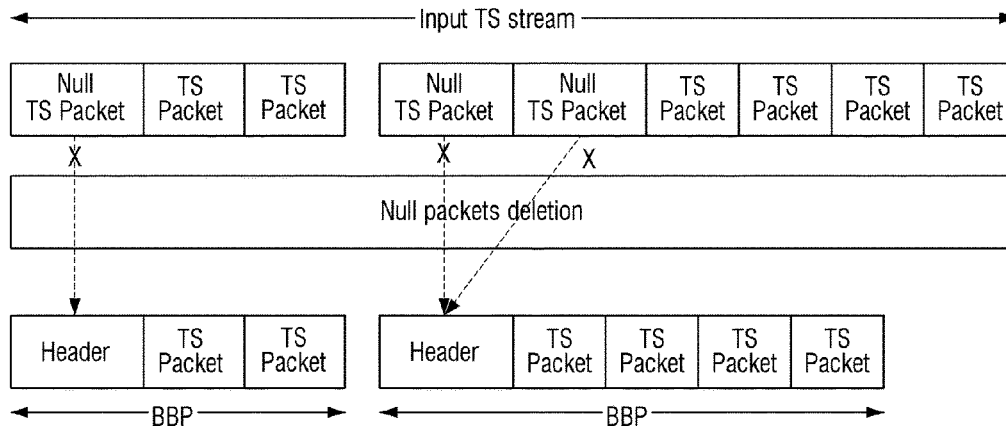 Input TS stream
Null TS TS Null Null TS TS TS TS
TS Packet Packet Packet TS Packet TS Packet Packet Packet Packet Packet
X X X
Null packets deletion
Header TS Packet TS Packet Header TS Packet TS Packet TS Packet TS Packet
BBP BBP